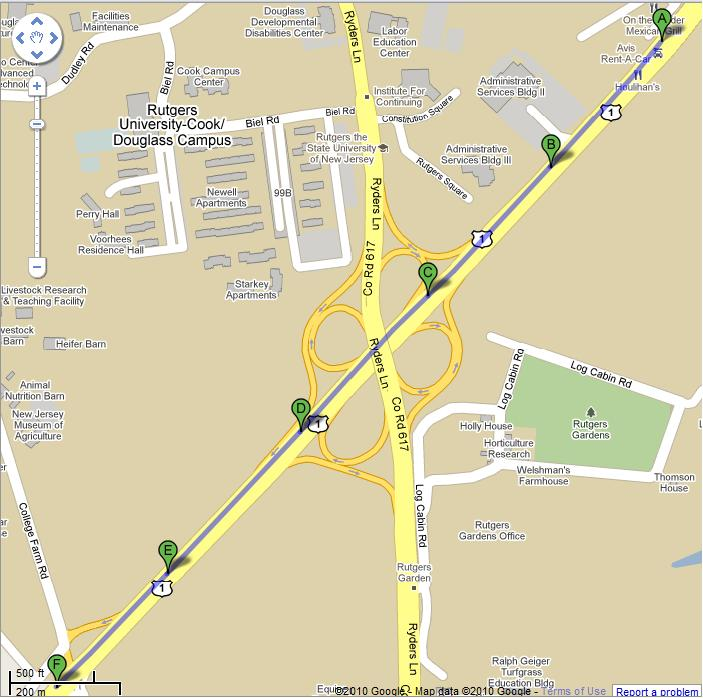 Facilities
Maintenance
Douglass
Developmental
Disabilities Center
Ryders Ln
Labor
Education
Center
A
On the Border
Mexican Grill
Avis
Rent-A-Car
Houlihan's
Dudley Rd
Biel Rd
Cook Campus
Center
Institute For
Continuing
Administrative
Services Bldg II
1
Rutgers
University-Cook/
Douglass Campus
Biel Rd
Biel Rd
Constitution Square
Rutgers the
State University
of New Jersey
Administrative
Services Bldg III
B
Rutgers Square
Newell
Apartments
99B
Ryders Ln
Perry Hall
Voorhees
Residence Hall
1
Co Rd 617
C
Livestock Research
& Teaching Facility
Starkey
Apartments
Heifer Barn
Barn
Ryders Ln
Log Cabin Rd
Log Cabin Rd
Animal
Nutrition Barn
New Jersey
Museum of
Agriculture
D
1
Co Rd 617
Holly House
Horticulture
Research
Rutgers
Gardens
Welshman's
Farmhouse
Thomson
House
College Farm Rd
Log Cabin Rd
Rutgers
Gardens Office
E
1
Rutgers
Garden
Ryders Ln
F
500 ft
200 m
Ralph Geiger
Turfgrass
Education Bldg
©2010 Google - Map data ©2010 Google - Terms of Use
Report a problem